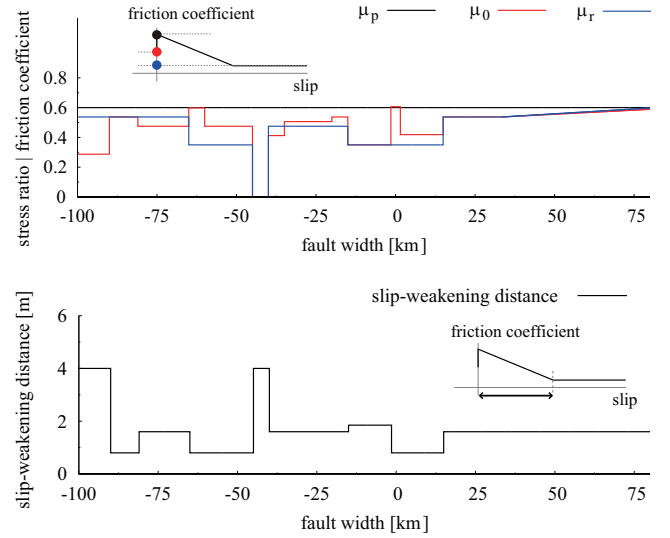 friction coefficient
μp μ0 μr
slip
stress ratio | friction coefficient
0.8
0.6
0.4
0.2
0
-100 -75 -50 -25 0 25 50 75
fault width [km]
slip-weakening distance
friction coefficient
slip
slip-weakening distance [m]
6
4
2
0
-100 -75 -50 -25 0 25 50 75
fault width [km]